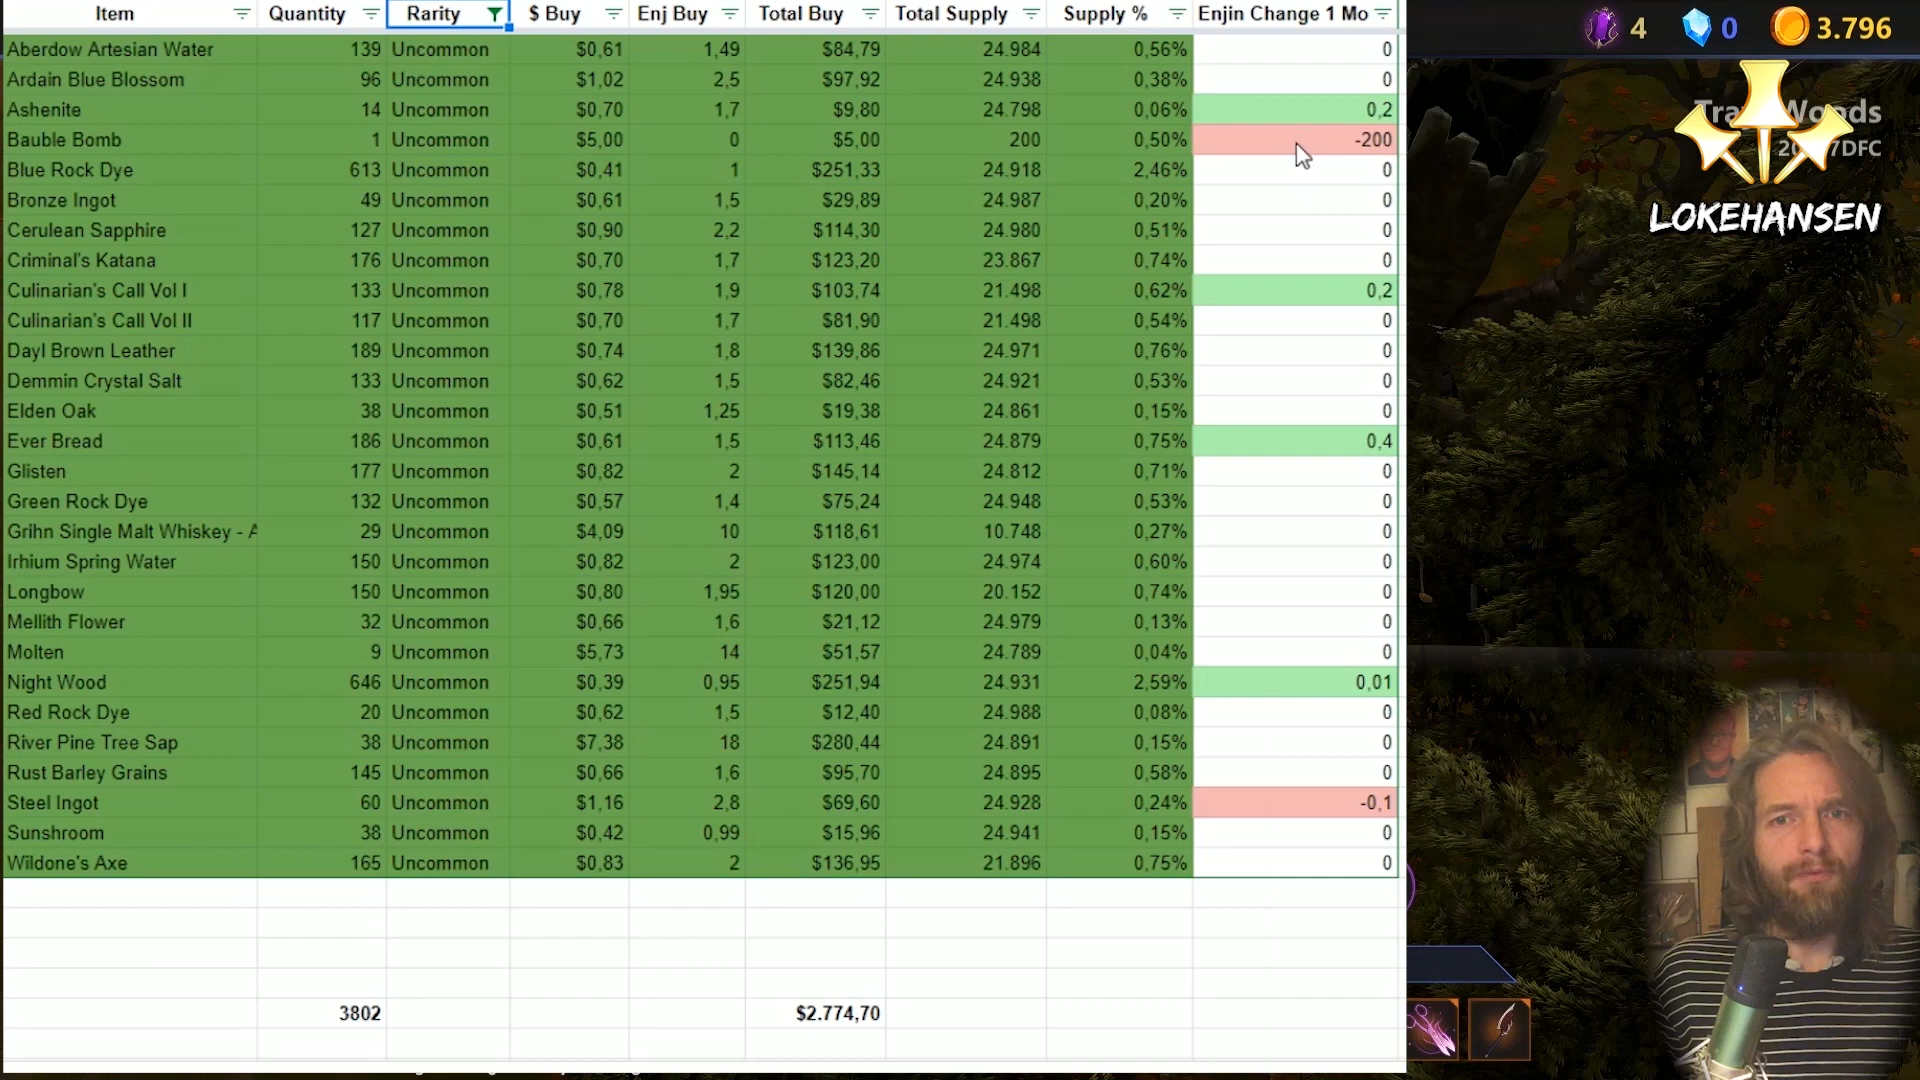 Item Quantity Rarity $ Buy Enj Buy Total Buy Total Supply Supply % Enjin Change 1 Mo
Aberdow Artesian Water 139 Uncommon $0,61 1,49 $84,79 24.984 0,56% 0
Ardain Blue Blossom 96 Uncommon $1,02 2,5 $97,92 24.938 0,38% 0
Ashenite 14 Uncommon $0,70 1,7 $9,80 24.798 0,06% 0,2
Bauble Bomb 1 Uncommon $5,00 0 $5,00 200 0,50% -200
Blue Rock Dye 613 Uncommon $0,41 1 $251,33 24.918 2,46% 0
Bronze Ingot 49 Uncommon $0,61 1,5 $29,89 24.987 0,20% 0
Cerulean Sapphire 127 Uncommon $0,90 2,2 $114,30 24.980 0,51% 0
Criminal's Katana 176 Uncommon $0,70 1,7 $123,20 23.867 0,74% 0
Culinarian's Call Vol I 133 Uncommon $0,78 1,9 $103,74 21.498 0,62% 0,2
Culinarian's Call Vol II 117 Uncommon $0,70 1,7 $81,90 21.498 0,54% 0
Dayl Brown Leather 189 Uncommon $0,74 1,8 $139,86 24.971 0,76% 0
Demmin Crystal Salt 133 Uncommon $0,62 1,5 $82,46 24.921 0,53% 0
Elden Oak 38 Uncommon $0,51 1,25 $19,38 24.861 0,15% 0
Ever Bread 186 Uncommon $0,61 1,5 $113,46 24.879 0,75% 0,4
Glisten 177 Uncommon $0,82 2 $145,14 24.812 0,71% 0
Green Rock Dye 132 Uncommon $0,57 1,4 $75,24 24.948 0,53% 0
Grihn Single Malt Whiskey - A 29 Uncommon $4,09 10 $118,61 10.748 0,27% 0
Irhium Spring Water 150 Uncommon $0,82 2 $123,00 24.974 0,60% 0
Longbow 150 Uncommon $0,80 1,95 $120,00 20.152 0,74% 0
Mellith Flower 32 Uncommon $0,66 1,6 $21,12 24.979 0,13% 0
Molten 9 Uncommon $5,73 14 $51,57 24.789 0,04% 0
Night Wood 646 Uncommon $0,39 0,95 $251,94 24.931 2,59% 0,01
Red Rock Dye 20 Uncommon $0,62 1,5 $12,40 24.988 0,08% 0
River Pine Tree Sap 38 Uncommon $7,38 18 $280,44 24.891 0,15% 0
Rust Barley Grains 145 Uncommon $0,66 1,6 $95,70 24.895 0,58% 0
Steel Ingot 60 Uncommon $1,16 2,8 $69,60 24.928 0,24% -0,1
Sunshroom 38 Uncommon $0,42 0,99 $15,96 24.941 0,15% 0
Wildone's Axe 165 Uncommon $0,83 2 $136,95 21.896 0,75% 0
3802 $2.774,70
4 0 3.796
LOKEHANSEN